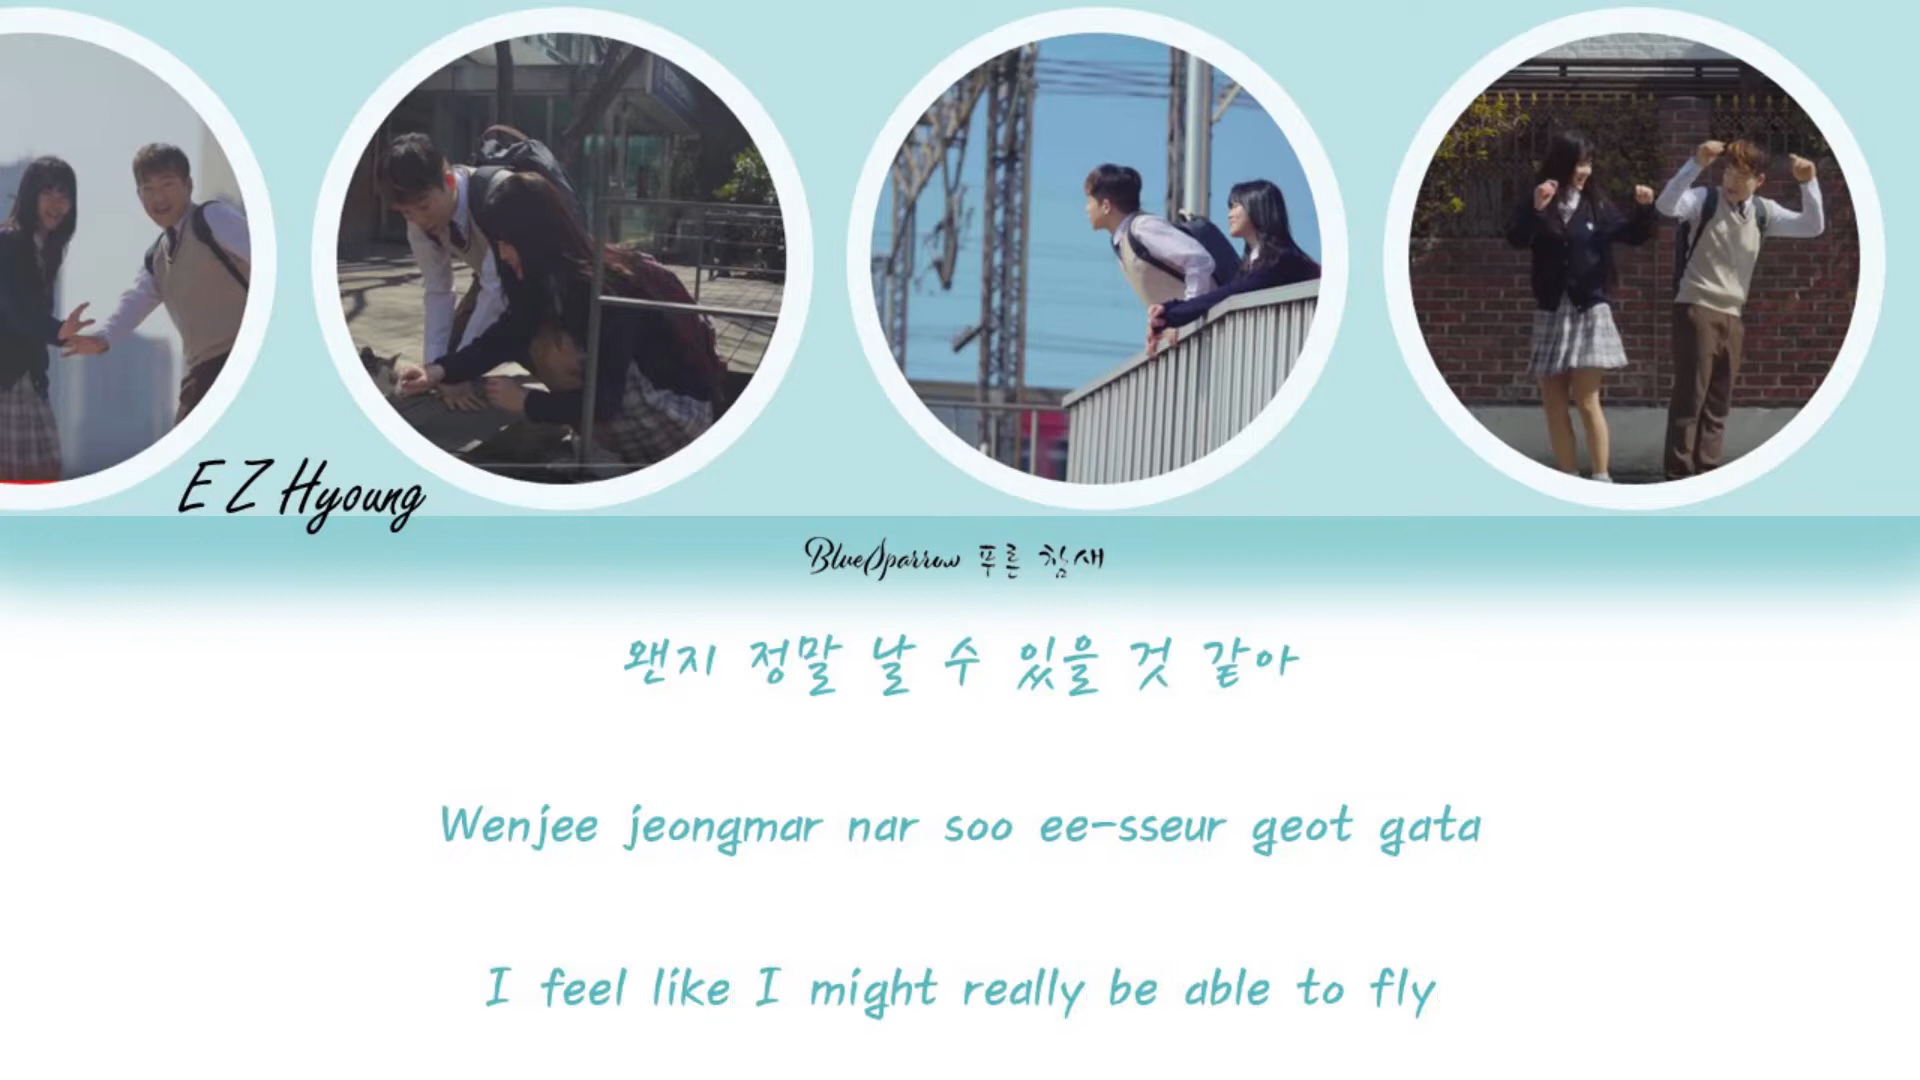 E Z Hyoung
BlueSparrow 푸른 참새
왠지 정말 날 수 있을 것 같아
Wenjee jeongmar nar soo ee-sseur geot gata
I feel like I might really be able to fly